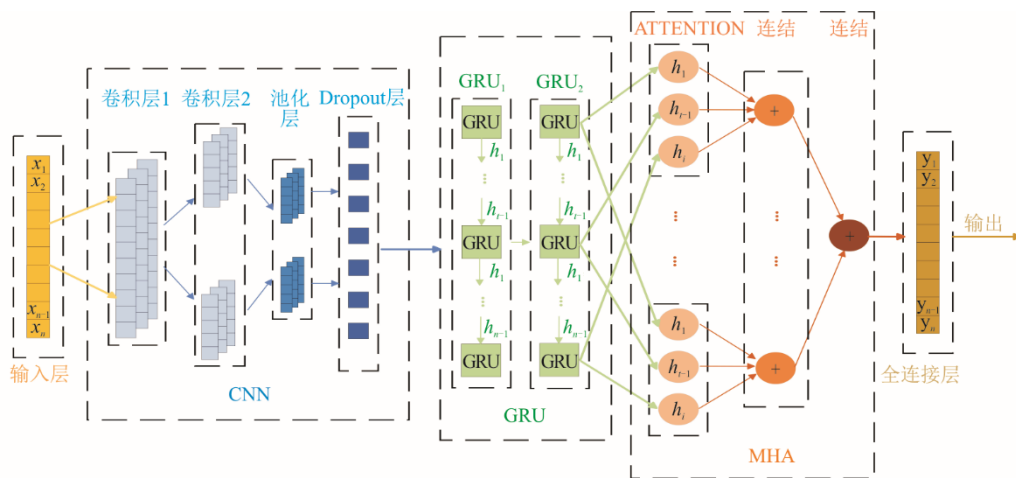 x₁
x₂
xₙ₋₁
xₙ
输入层
卷积层1
卷积层2
池化
层
Dropout层
CNN
GRU₁
GRU
h₁
...
hₜ₋₁
GRU
h₁
...
hₙ₋₁
GRU
GRU₂
GRU
h₁
...
hₜ₋₁
GRU
h₁
...
hₙ₋₁
GRU
GRU
ATTENTION
h₁
hₜ₋₁
hᵢ
...
...
h₁
hₜ₋₁
hᵢ
连结
+
...
...
+
连结
+
MHA
y₁
y₂
yₙ₋₁
yₙ
全连接层
输出